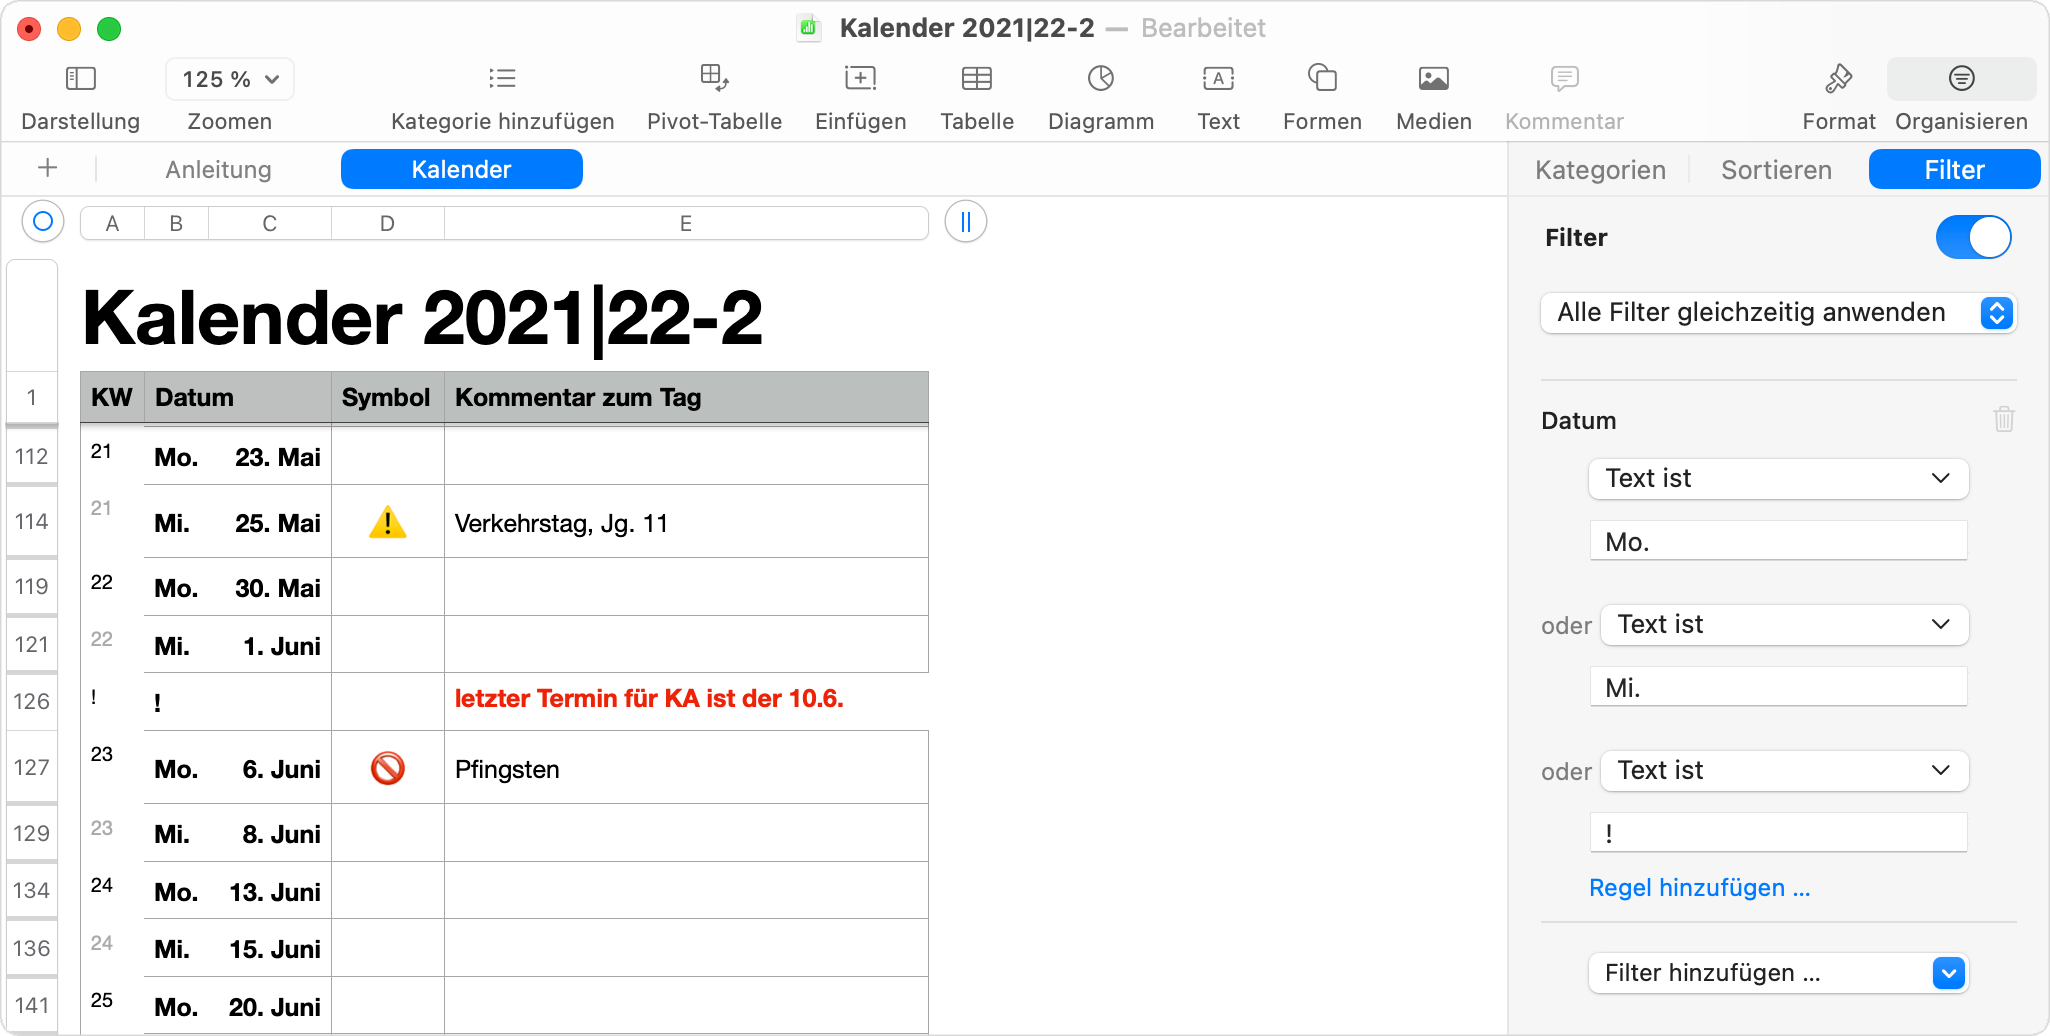 Kalender 2021|22-2 — Bearbeitet
125 %
Darstellung Zoomen Kategorie hinzufügen Pivot-Tabelle Einfügen Tabelle Diagramm Text Formen Medien Kommentar Format Organisieren
Anleitung Kalender Kategorien Sortieren Filter
A B C D E
Kalender 2021|22-2
1 KW Datum Symbol Kommentar zum Tag
112 21 Mo. 23. Mai
114 21 Mi. 25. Mai ⚠️ Verkehrstag, Jg. 11
119 22 Mo. 30. Mai
121 22 Mi. 1. Juni
126 ! ! letzter Termin für KA ist der 10.6.
127 23 Mo. 6. Juni 🚫 Pfingsten
129 23 Mi. 8. Juni
134 24 Mo. 13. Juni
136 24 Mi. 15. Juni
141 25 Mo. 20. Juni
Filter
Alle Filter gleichzeitig anwenden
Datum
Text ist
Mo.
oder Text ist
Mi.
oder Text ist
!
Regel hinzufügen ...
Filter hinzufügen ...